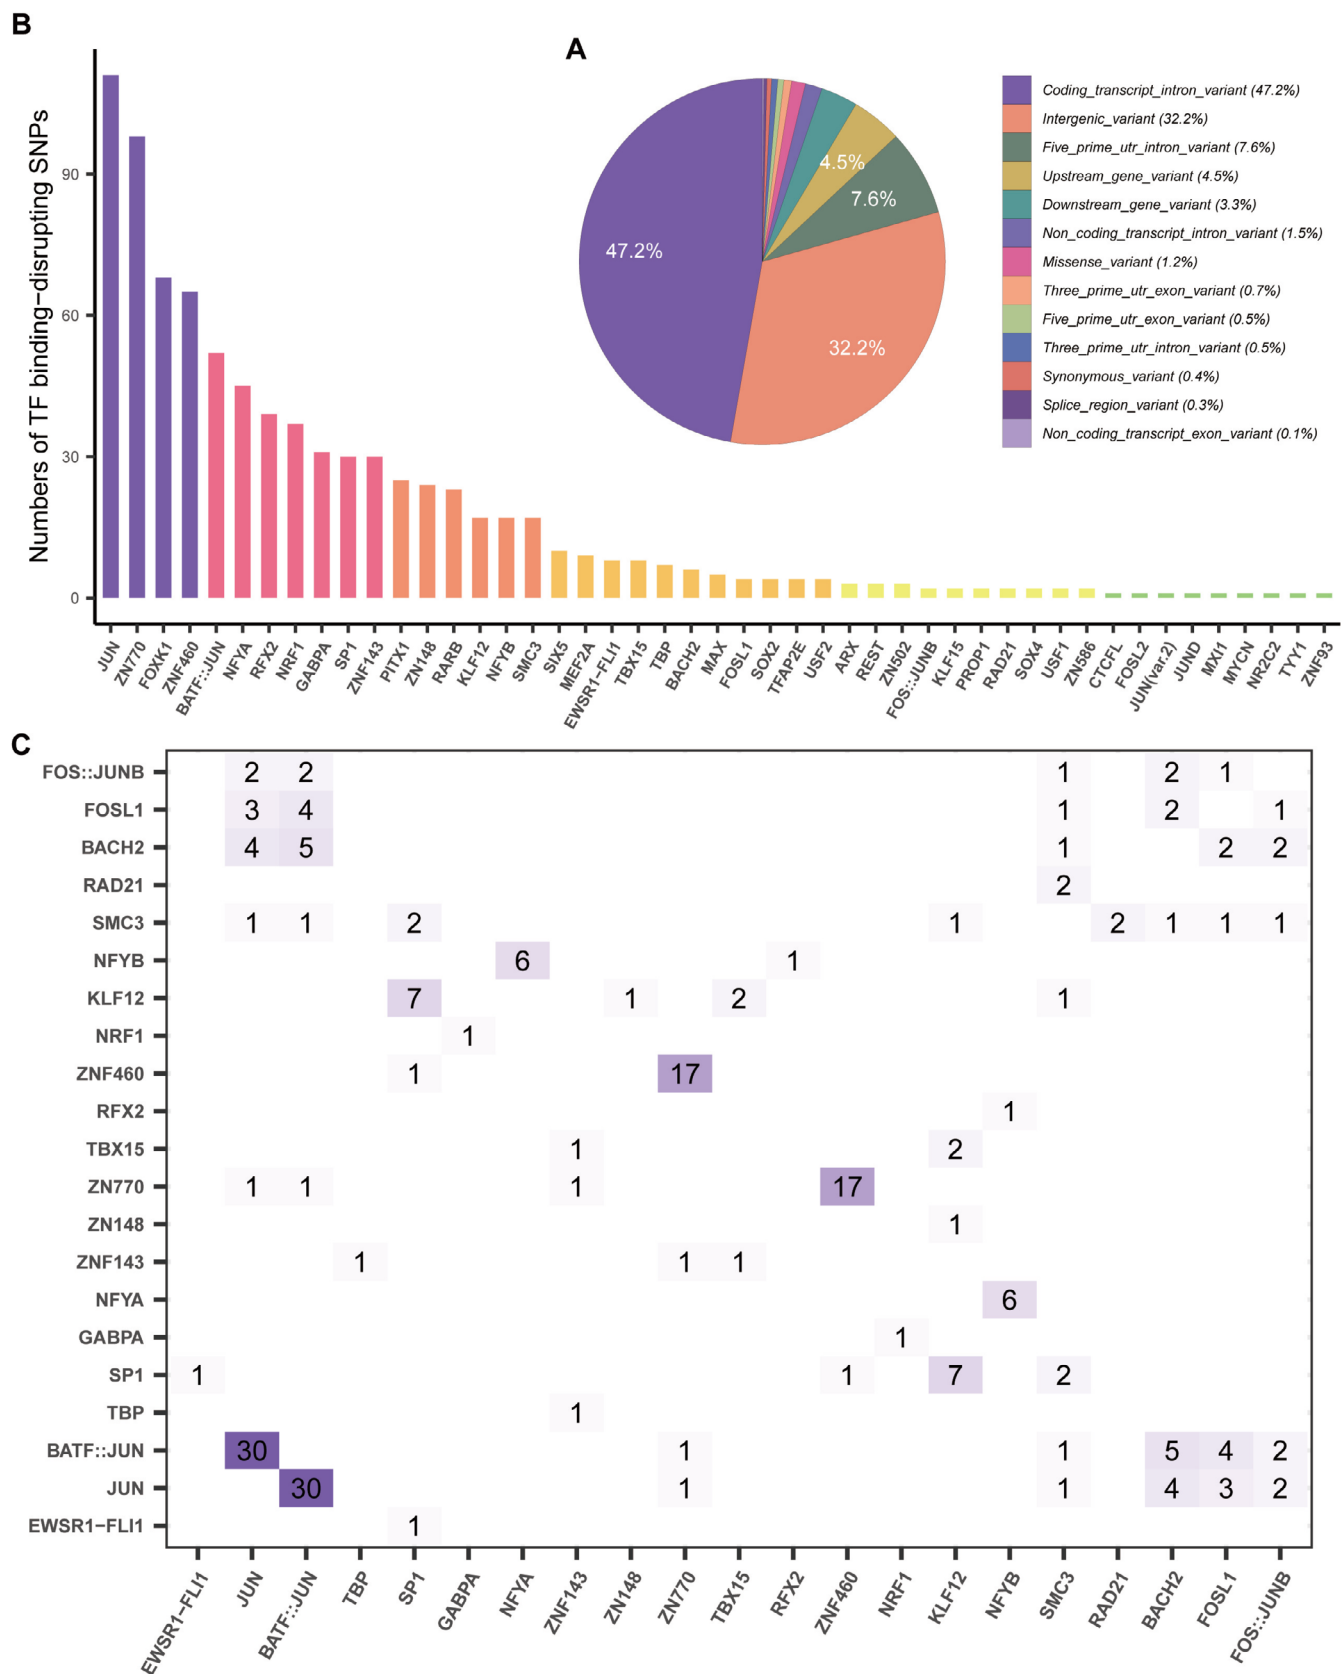 B
A
Numbers of TF binding−disrupting SNPs
90
60
30
0
JUN
ZN770
FOXK1
ZNF460
BATF::JUN
NFYA
RFX2
NRF1
GABPA
SP1
ZNF143
PITX1
ZN148
RARB
KLF12
NFYB
SMC3
SIX5
MEF2A
EWSR1−FLI1
TBX15
TBP
BACH2
MAX
FOSL1
SOX2
TFAP2E
USF2
ARX
REST
ZN502
FOS::JUNB
KLF15
PROP1
RAD21
SOX4
USF1
ZN586
CTCFL
FOSL2
JUN(var.2)
JUND
MXI1
MYCN
NR2C2
TYY1
ZNF93
47.2%
32.2%
7.6%
4.5%
Coding_transcript_intron_variant (47.2%)
Intergenic_variant (32.2%)
Five_prime_utr_intron_variant (7.6%)
Upstream_gene_variant (4.5%)
Downstream_gene_variant (3.3%)
Non_coding_transcript_intron_variant (1.5%)
Missense_variant (1.2%)
Three_prime_utr_exon_variant (0.7%)
Five_prime_utr_exon_variant (0.5%)
Three_prime_utr_intron_variant (0.5%)
Synonymous_variant (0.4%)
Splice_region_variant (0.3%)
Non_coding_transcript_exon_variant (0.1%)
C
FOS::JUNB 2 2 1 2 1
FOSL1 3 4 1 2 1
BACH2 4 5 1 2 2
RAD21 2
SMC3 1 1 2 1 2 1 1 1
NFYB 6 1
KLF12 7 1 2 1
NRF1 1
ZNF460 1 17
RFX2 1
TBX15 1 2
ZN770 1 1 1 17
ZN148 1
ZNF143 1 1 1
NFYA 6
GABPA 1
SP1 1 1 7 2
TBP 1
BATF::JUN 30 1 1 5 4 2
JUN 30 1 1 4 3 2
EWSR1−FLI1 1
EWSR1−FLI1
JUN
BATF::JUN
TBP
SP1
GABPA
NFYA
ZNF143
ZN148
ZN770
TBX15
RFX2
ZNF460
NRF1
KLF12
NFYB
SMC3
RAD21
BACH2
FOSL1
FOS::JUNB